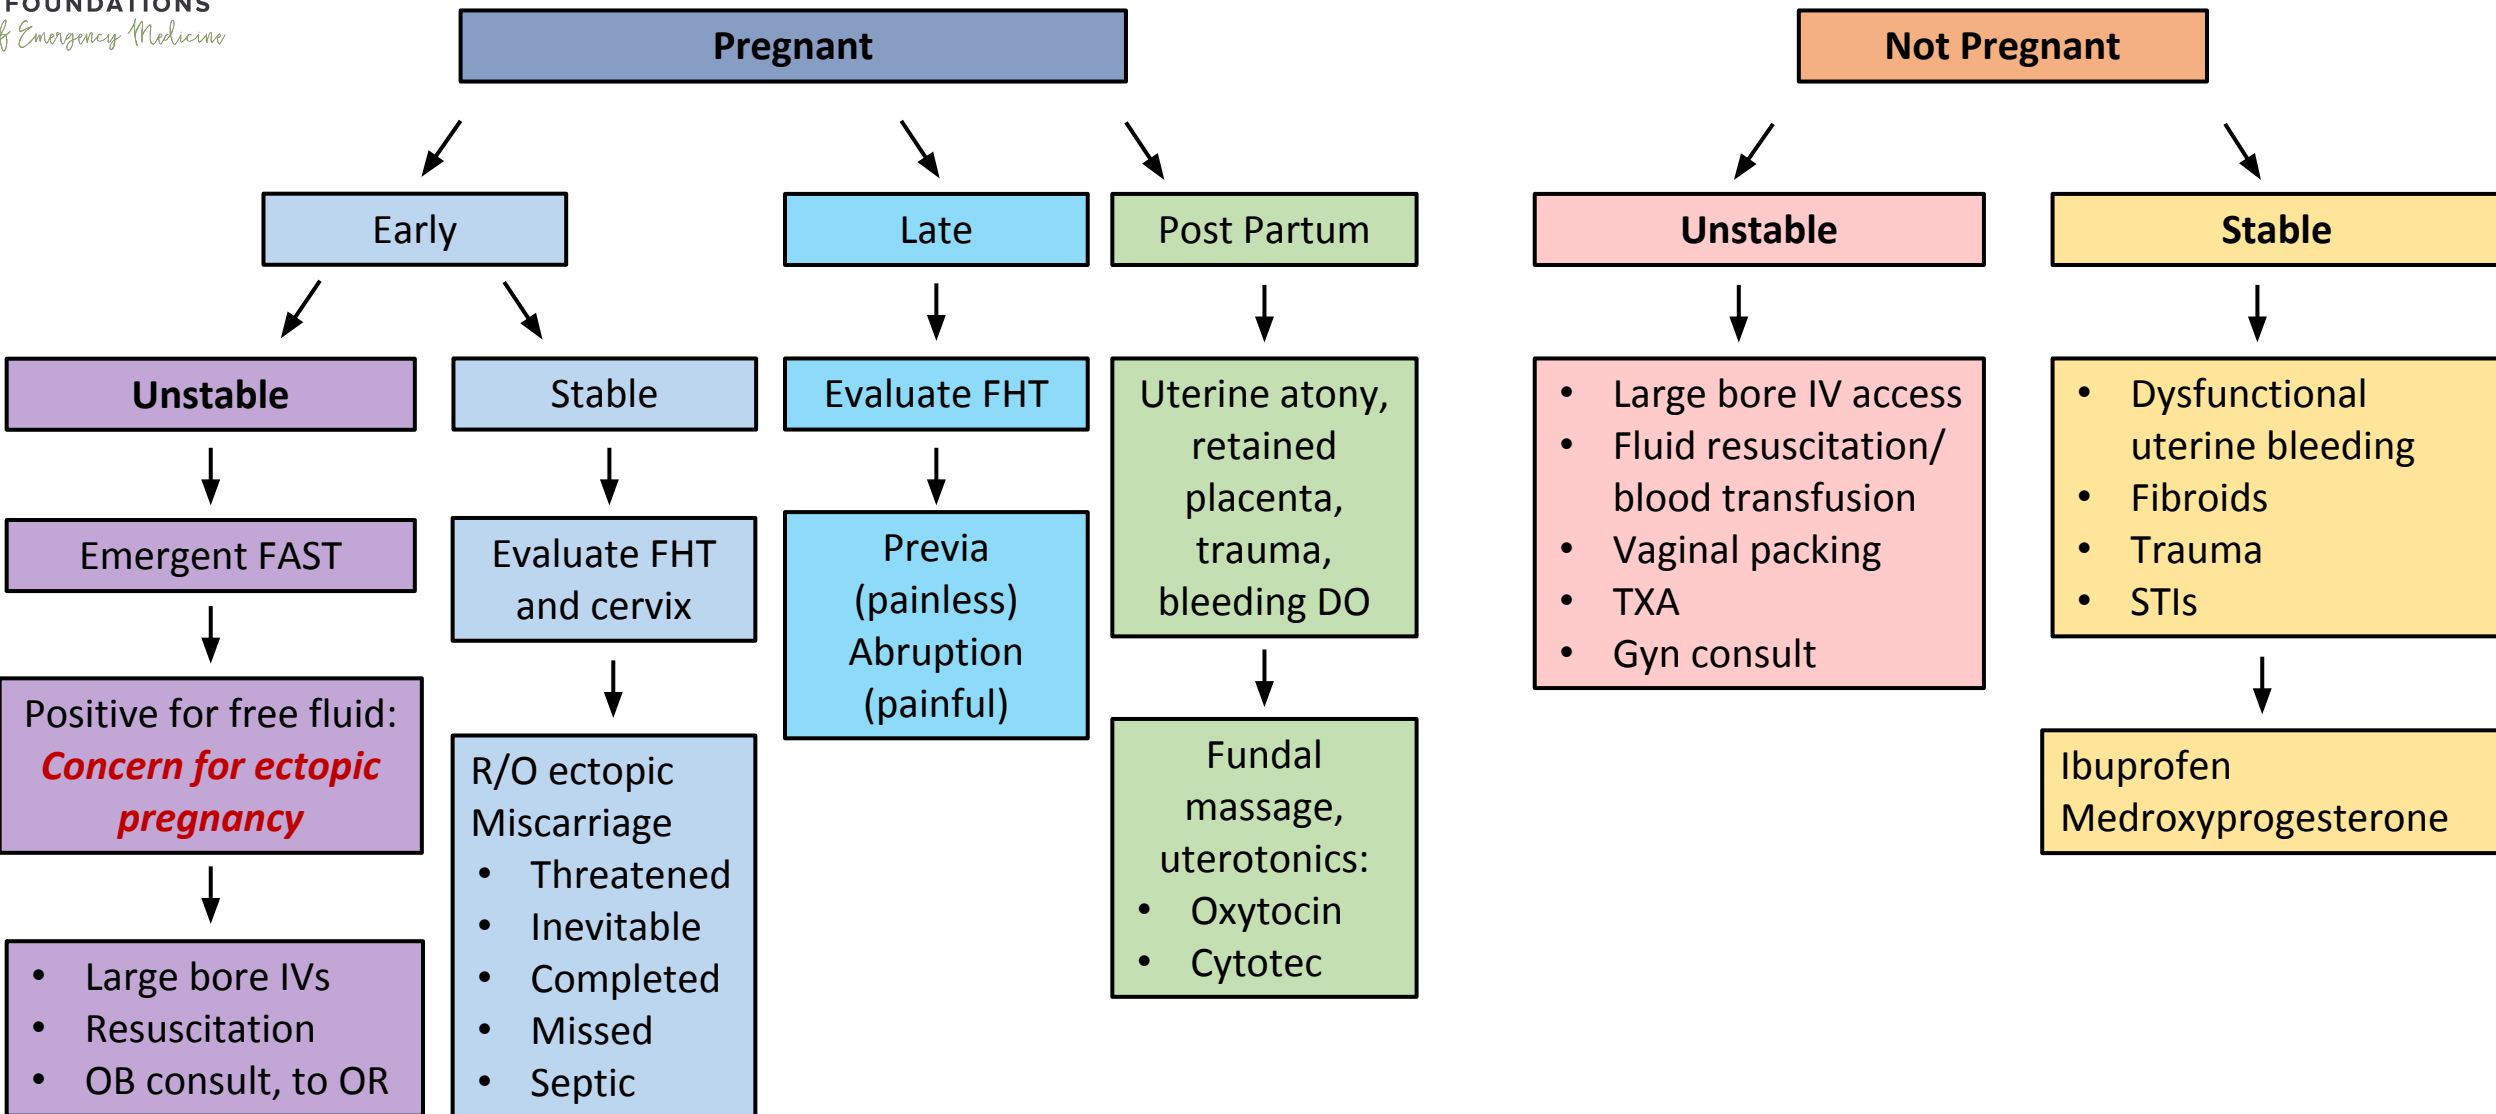 FOUNDATIONS
of Emergency Medicine
Pregnant
Not Pregnant
Early
Late
Post Partum
Unstable
Stable
Unstable
Stable
Evaluate FHT
Uterine atony,
retained
placenta,
trauma,
bleeding DO
• Large bore IV access
• Fluid resuscitation/
blood transfusion
• Vaginal packing
• TXA
• Gyn consult
• Dysfunctional
uterine bleeding
• Fibroids
• Trauma
• STIs
Emergent FAST
Evaluate FHT
and cervix
Previa
(painless)
Abruption
(painful)
Positive for free fluid:
Concern for ectopic
pregnancy
R/O ectopic
Miscarriage
• Threatened
• Inevitable
• Completed
• Missed
• Septic
Fundal
massage,
uterotonics:
• Oxytocin
• Cytotec
Ibuprofen
Medroxyprogesterone
• Large bore IVs
• Resuscitation
• OB consult, to OR